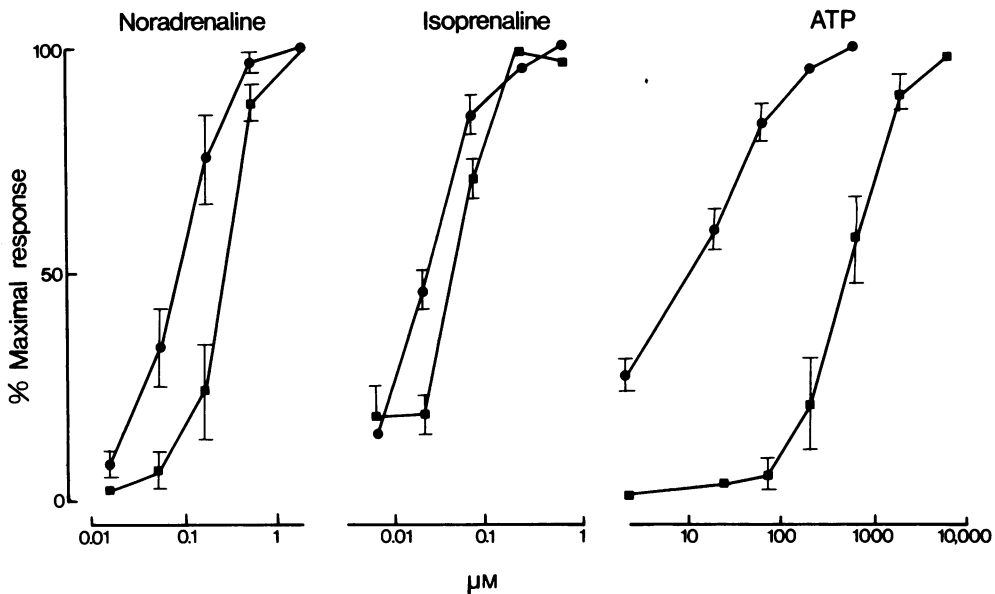 Noradrenaline
Isoprenaline
ATP
% Maximal response
100
50
0
0.01
0.1
1
0.01
0.1
1
10
100
1000
10,000
µM